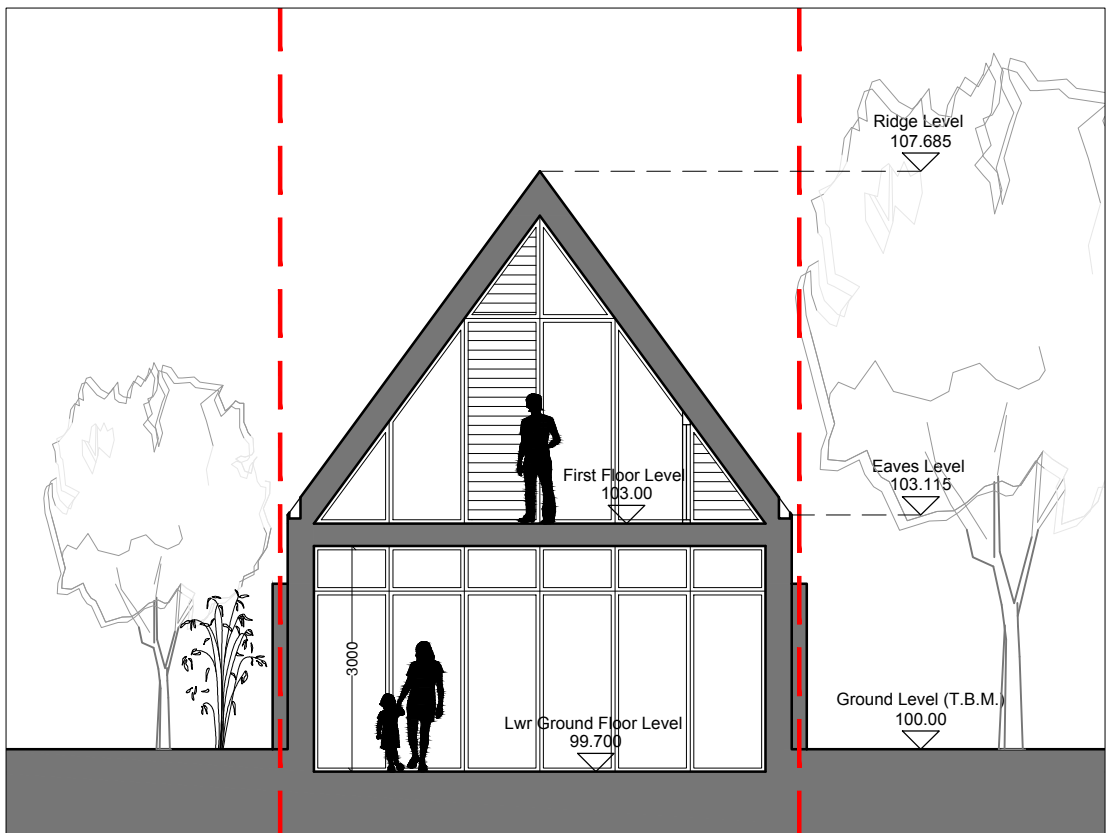 Ridge Level
107.685
First Floor Level
103.00
Eaves Level
103.115
3000
Lwr Ground Floor Level
99.700
Ground Level (T.B.M.)
100.00